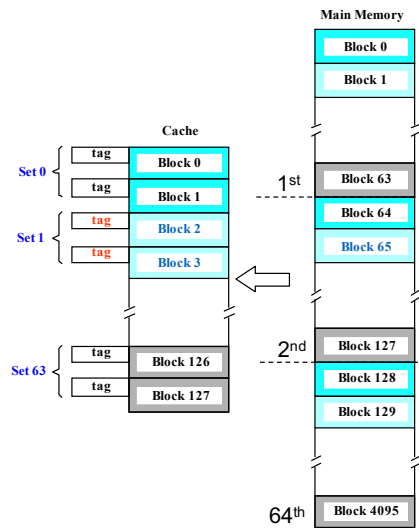 Main Memory
Block 0
Block 1
Cache
Set 0
tag
Block 0
tag
Block 1
Set 1
tag
Block 2
tag
Block 3
Set 63
tag
Block 126
tag
Block 127
1st
Block 63
Block 64
Block 65
2nd
Block 127
Block 128
Block 129
64th
Block 4095